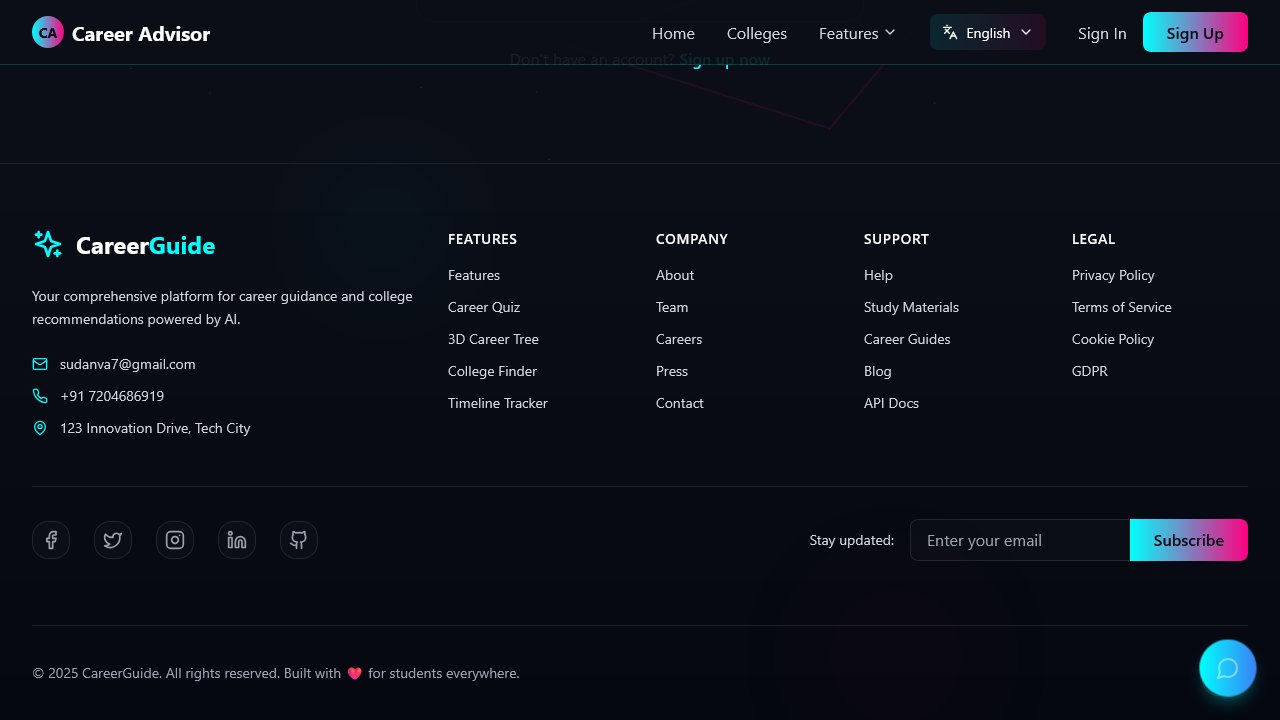 CA Career Advisor
Home Colleges Features English Sign In Sign Up
Don't have an account? Sign up now
CareerGuide
Your comprehensive platform for career guidance and college
recommendations powered by AI.
sudanva7@gmail.com
+91 7204686919
123 Innovation Drive, Tech City
FEATURES
Features
Career Quiz
3D Career Tree
College Finder
Timeline Tracker
COMPANY
About
Team
Careers
Press
Contact
SUPPORT
Help
Study Materials
Career Guides
Blog
API Docs
LEGAL
Privacy Policy
Terms of Service
Cookie Policy
GDPR
Stay updated: Enter your email Subscribe
© 2025 CareerGuide. All rights reserved. Built with ❤️ for students everywhere.